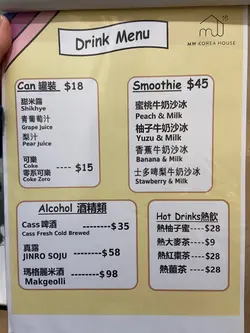 MW KOREA HOUSE
Drink Menu
Can 罐裝 $18
甜米露
Shikhye
青葡萄汁
Grape Juice
梨汁
Pear Juice
可樂
Coke
零系可樂
Coke Zero
---- $15
Smoothie $45
蜜桃牛奶沙冰
Peach & Milk
柚子牛奶沙冰
Yuzu & Milk
香蕉牛奶沙冰
Banana & Milk
士多啤梨牛奶沙冰
Stawberry & Milk
Alcohol 酒精類
Cass啤酒
Cass Fresh Cold Brewed
------$35
真露
JINRO SOJU
------$58
瑪格麗米酒
Makgeolli
------$98
Hot Drinks熱飲
熱柚子蜜 ---- $28
熱大麥茶 ---- $9
熱紅棗茶 ---- $28
熱薑茶 ---- $28